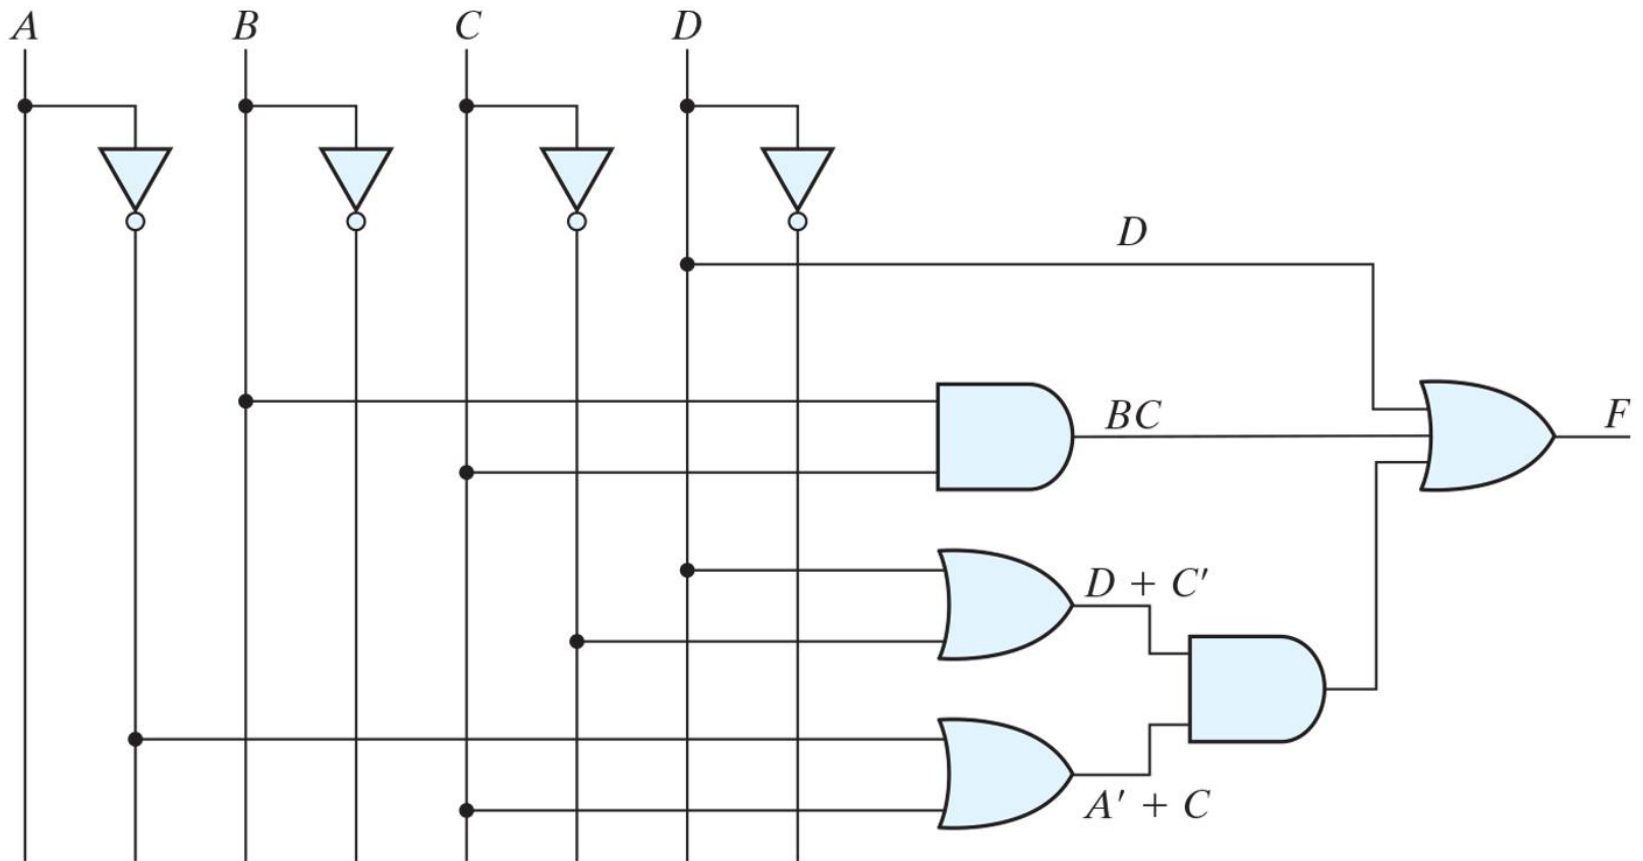 A B C D
D
BC
F
D + C′
A′ + C